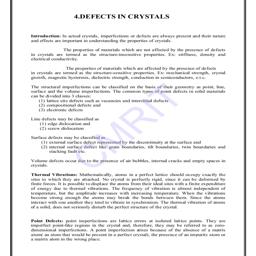 4.DEFECTS IN CRYSTALS
Introduction: In actual crystals, imperfections or defects are always present and their nature
and effects are important in understanding the properties of crystals.
The properties of materials which are not affected by the presence of defects
in crystals are termed as the structure-insensitive properties. Ex: stiffness, density and
electrical conductivity.
The properties of materials which are affected by the presence of defects
in crystals are termed as the structure-sensitive properties. Ex: mechanical strength, crystal
growth, magnetic hysteresis, dielectric strength, conduction in semiconductors, e.t.c.
The structural imperfections can be classified on the basis of their geometry as point, line,
surface and the volume imperfections. The common types of point defects in solid materials
can be divided into 3 classes:
(1) lattice site defects such as vacancies and interstitial defects
(2) compositional defects and
(3) electronic defects
Line defects may be classified as
(1) edge dislocation and
(2) screw dislocation
Surface defects may be classified as
(1) external surface defect represented by the discontinuity at the surface and
(2) internal surface defect like grain boundaries, tilt boundaries, twin boundaries and
stacking fault etc.
Volume defects occur due to the presence of air bubbles, internal cracks and empty spaces in
crystals.
Thermal Vibrations: Mathematically, atoms in a perfect lattice should occupy exactly the
sites to which they are attached. No crystal is perfectly rigid, since it can be deformed by
finite forces. It is possible to displace the atoms from their ideal sites with a finite expenditure
of energy due to thermal vibrations. The frequency of vibration is almost independent of
temperature, but the amplitude increases with increasing temperature. When the vibrations
become strong enough the atoms may break the bonds between them. Since the atoms
interact with one another they tend to vibrate in synchronism. The thermal vibration of atoms
of a solid, does not seriously disturb the perfect structure of the crystal.
Point Defects: point imperfections are lattice errors at isolated lattice points. They are
imperfect point-like regions in the crystal and, therefore, they may be referred to as zero-
dimensional imperfections. A point imperfection arises because of the absence of a matrix
atom( an atom that would be present in a perfect crystal), the presence of an impurity atom or
a matrix atom in the wrong place.